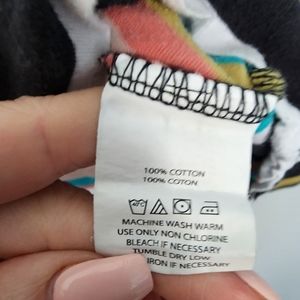 100% COTTON
100% COTON
40°C
MACHINE WASH WARM
USE ONLY NON CHLORINE
BLEACH IF NECESSARY
TUMBLE DRY LOW
IRON IF NECESSARY